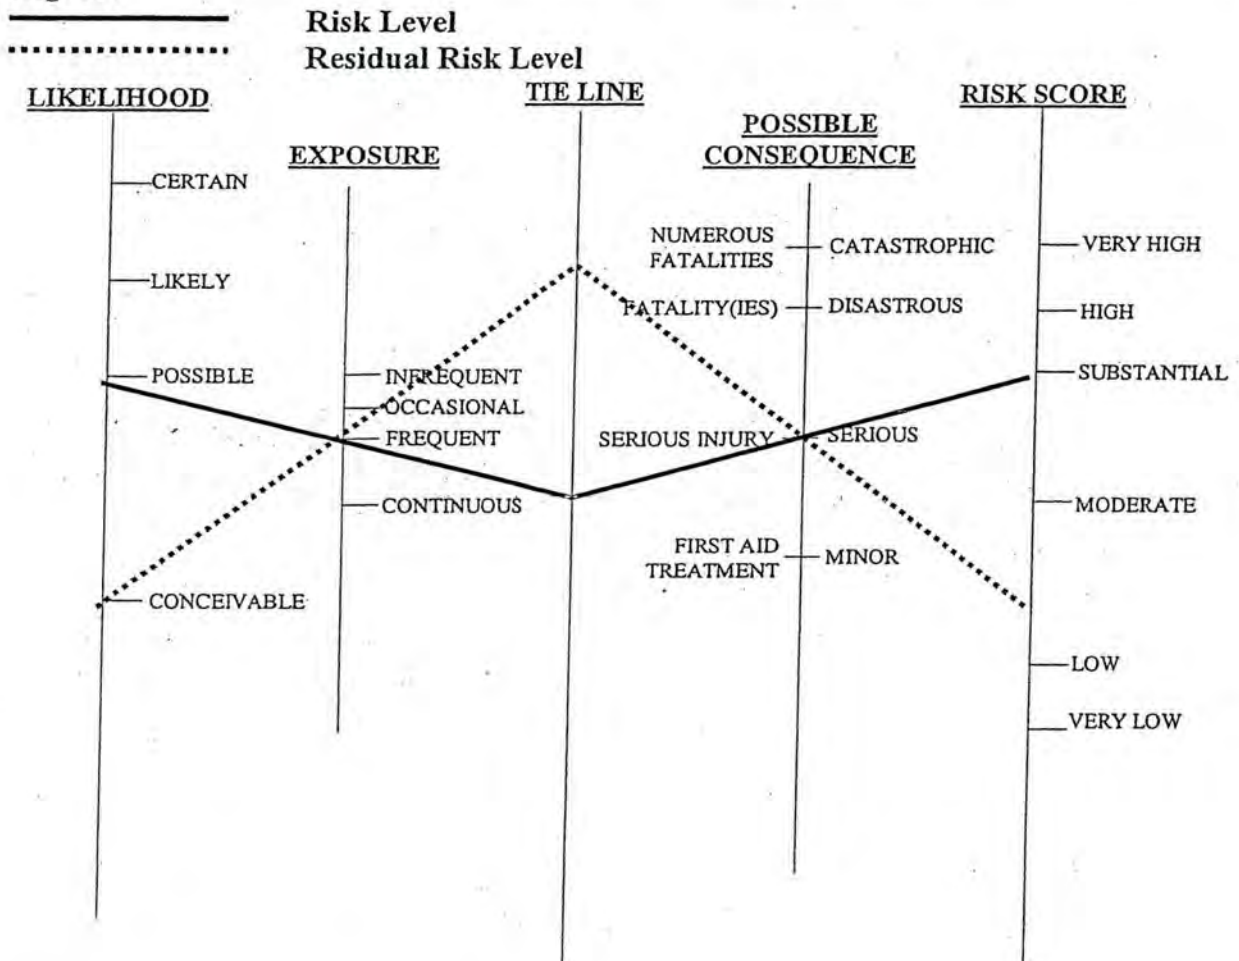 Risk Level
Residual Risk Level
LIKELIHOOD
EXPOSURE
TIE LINE
POSSIBLE
CONSEQUENCE
RISK SCORE
CERTAIN
LIKELY
POSSIBLE
CONCEIVABLE
INFREQUENT
OCCASIONAL
FREQUENT
CONTINUOUS
NUMEROUS
FATALITIES
CATASTROPHIC
FATALITY(IES)
DISASTROUS
SERIOUS INJURY
SERIOUS
FIRST AID
TREATMENT
MINOR
VERY HIGH
HIGH
SUBSTANTIAL
MODERATE
LOW
VERY LOW